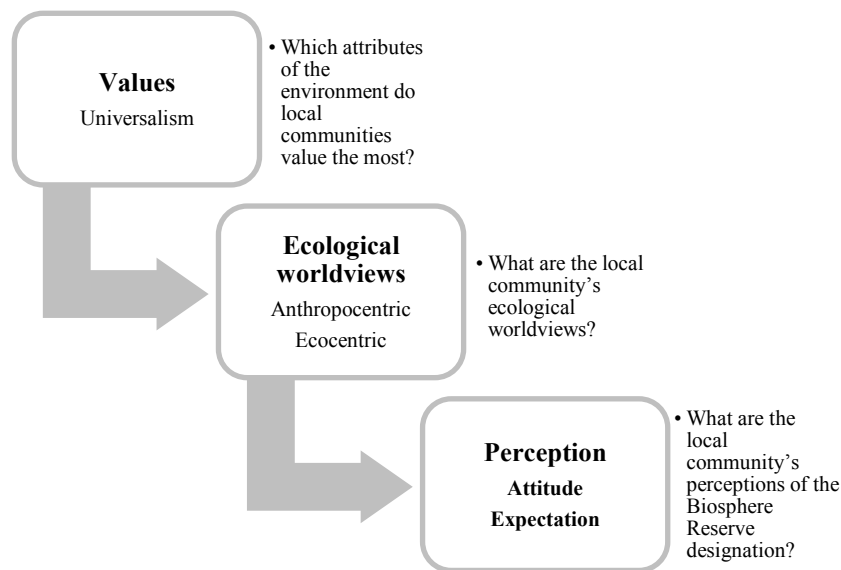 Values
Universalism
• Which attributes
of the
environment do
local
communities
value the most?
Ecological
worldviews
Anthropocentric
Ecocentric
• What are the local
community’s
ecological
worldviews?
Perception
Attitude
Expectation
• What are the
local
community’s
perceptions of the
Biosphere
Reserve
designation?